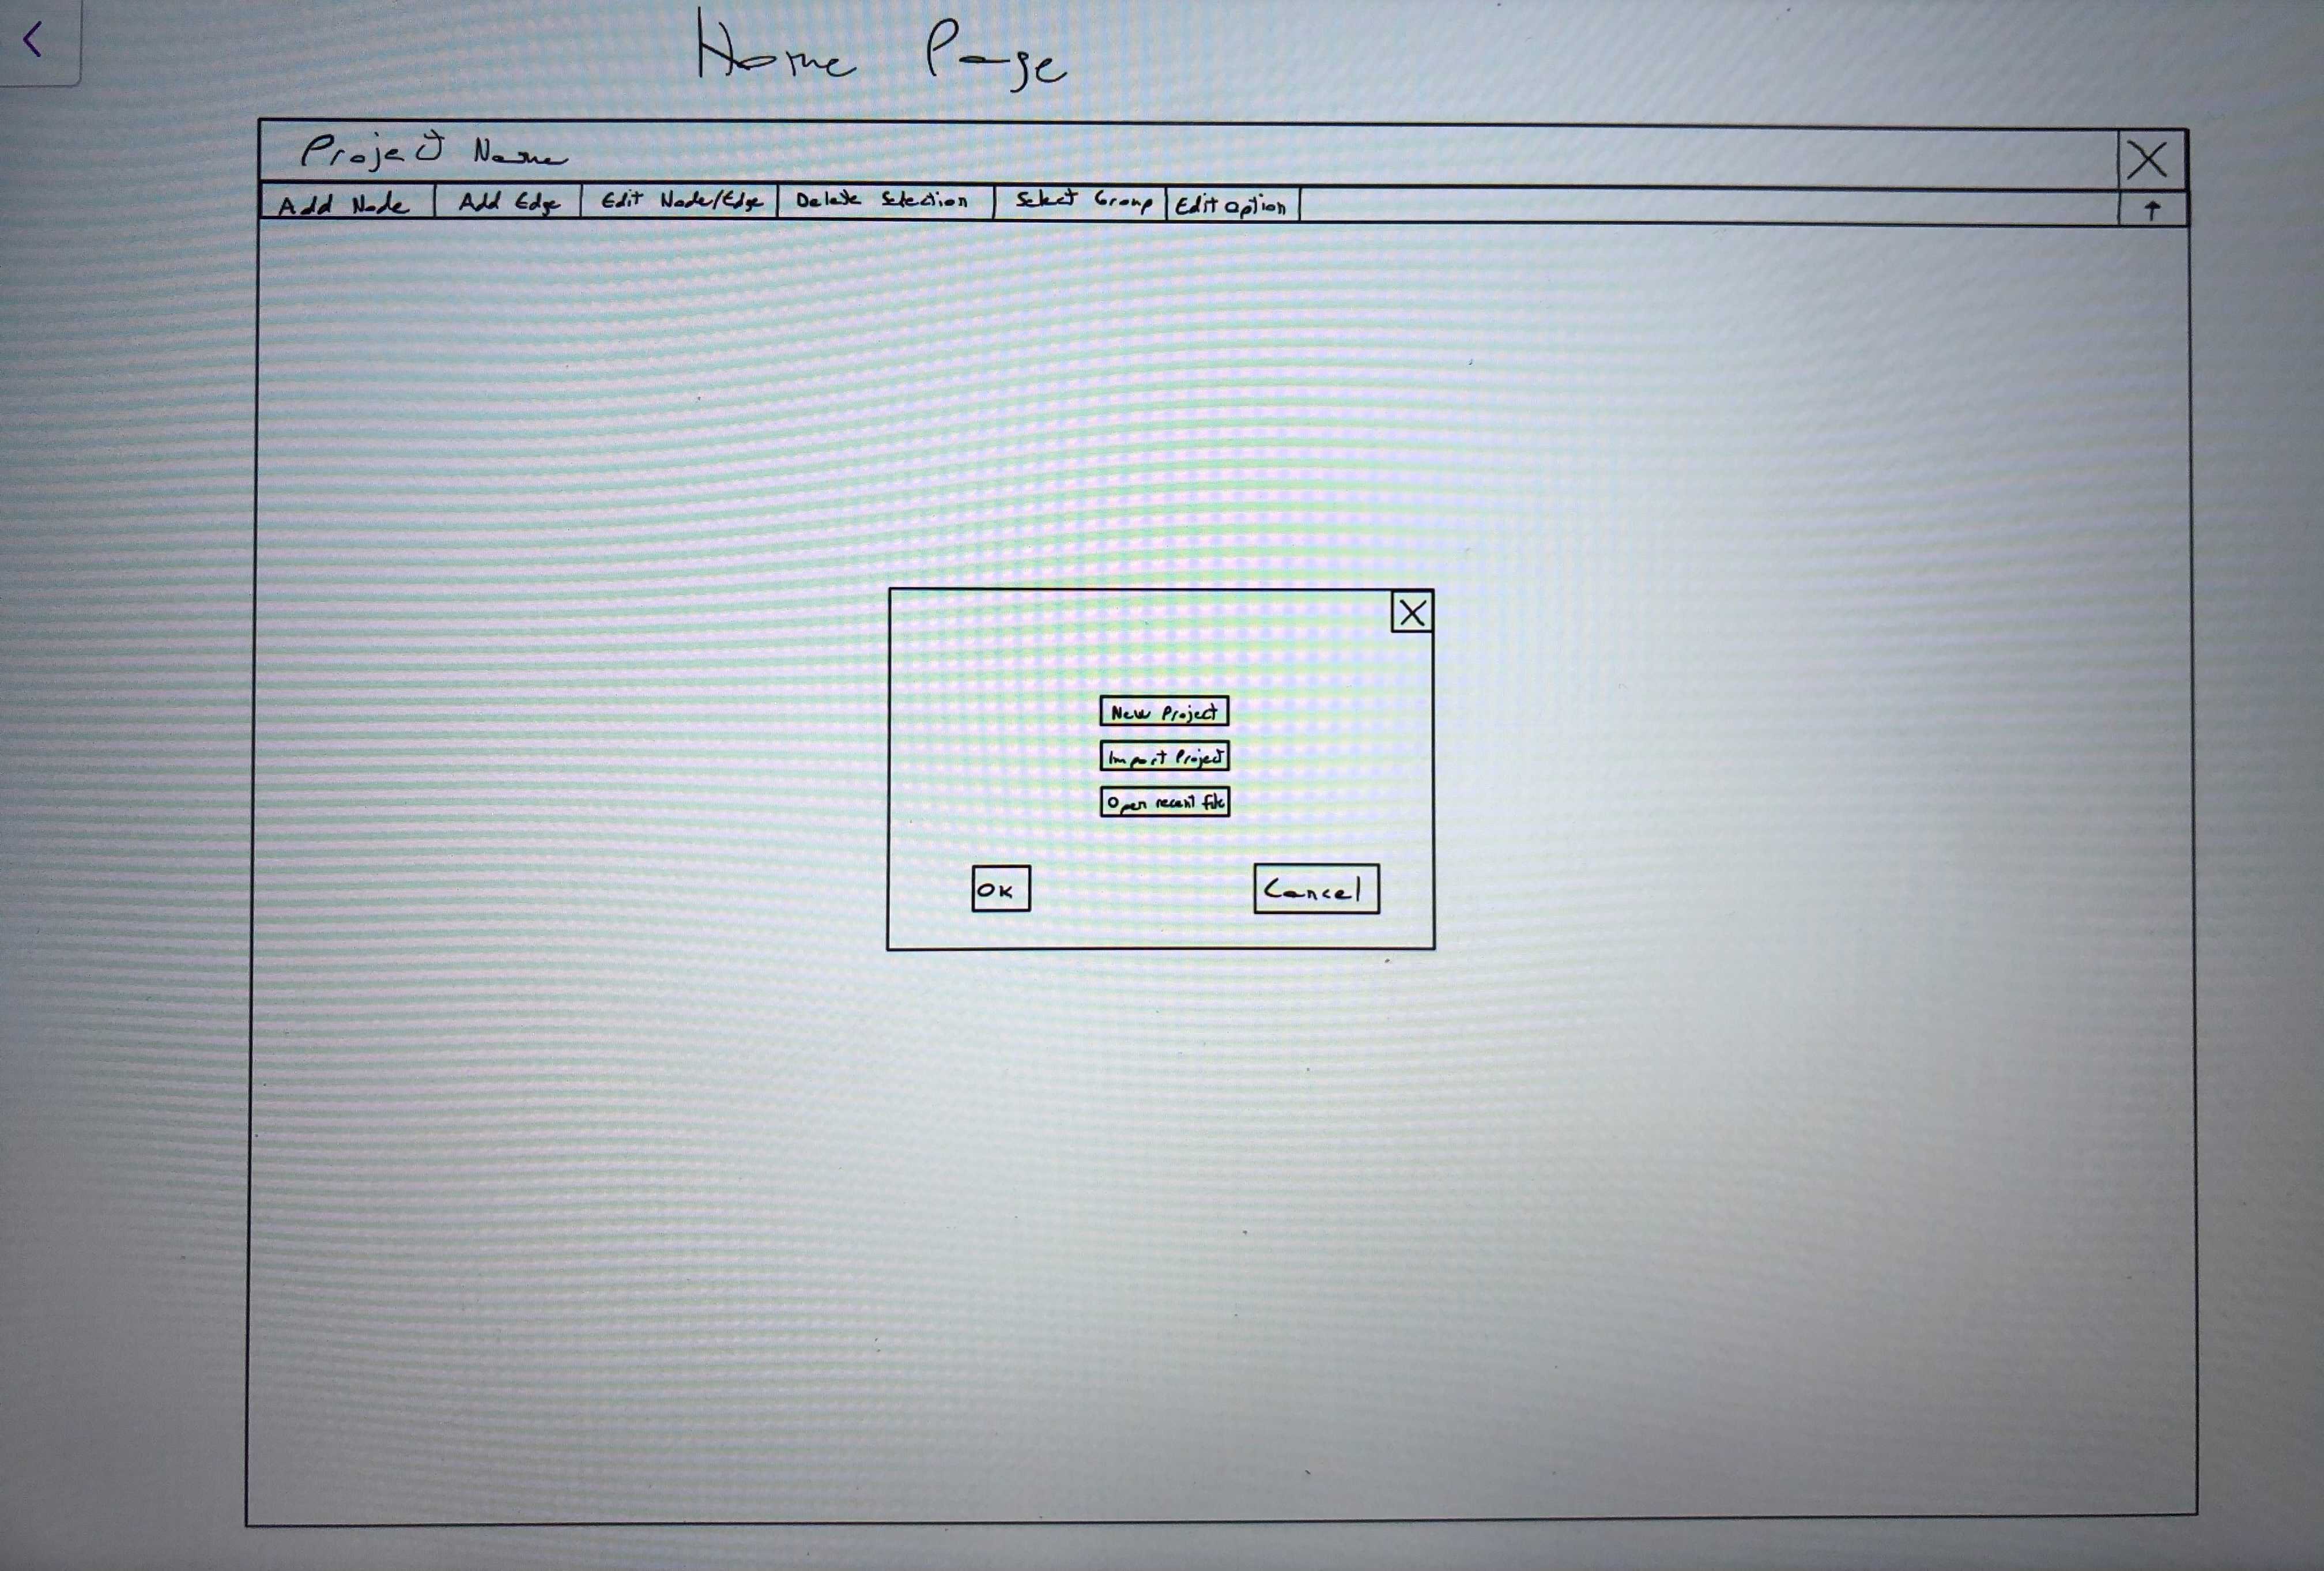 Home Page
Project Name X
Add Node Add Edge Edit Node/Edge Delete Selection Select Group Edit Option ↑
X
New Project
Import Project
Open recent file
OK Cancel